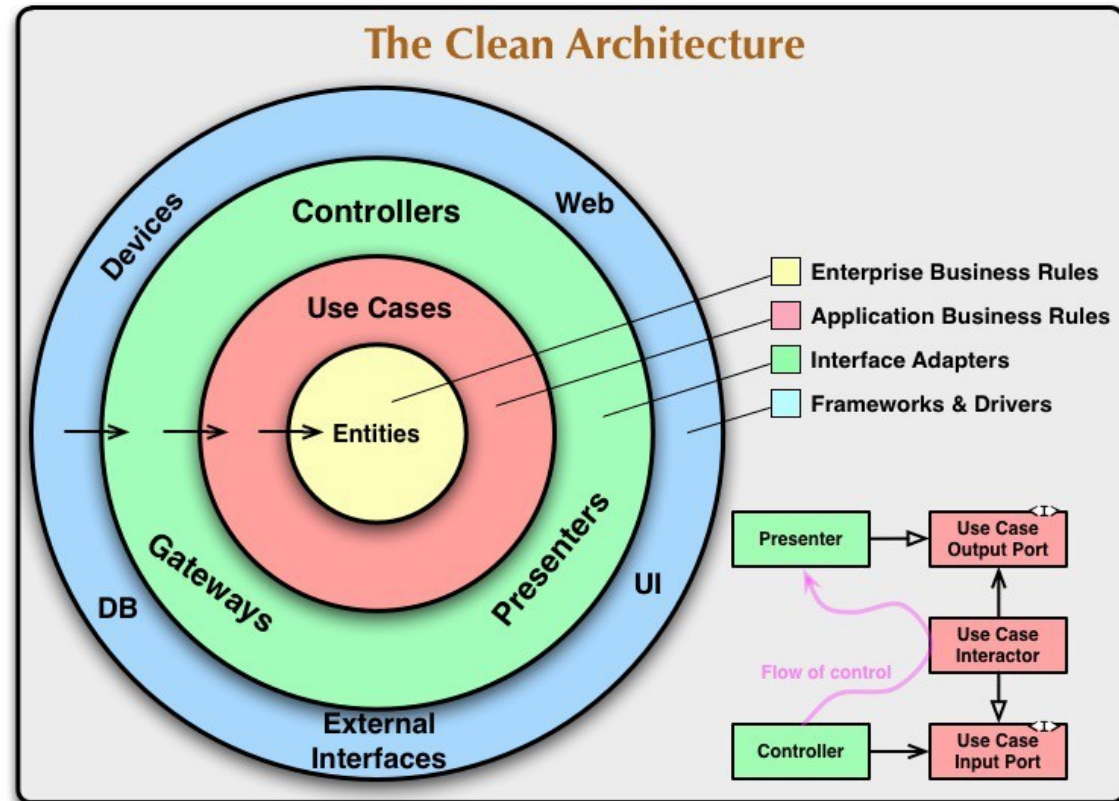 The Clean Architecture
Devices
Controllers
Web
Use Cases
Entities
Gateways
Presenters
DB
UI
External
Interfaces
Enterprise Business Rules
Application Business Rules
Interface Adapters
Frameworks & Drivers
Presenter
<I>
Use Case
Output Port
Use Case
Interactor
Flow of control
Controller
<I>
Use Case
Input Port